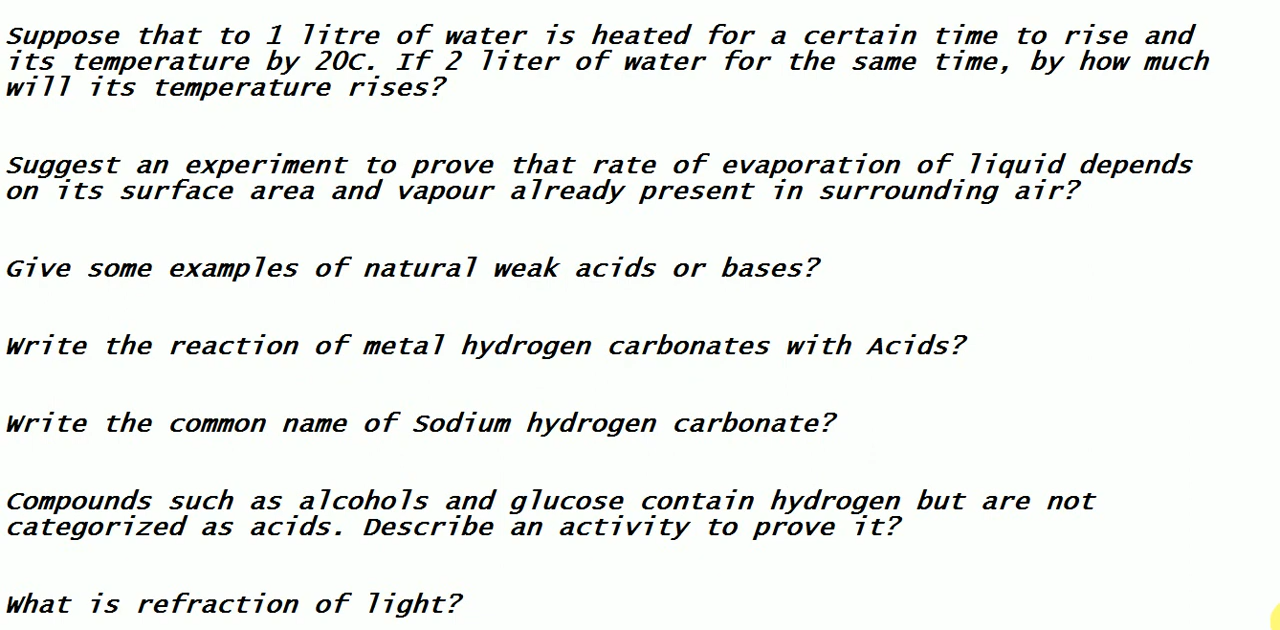 Suppose that to 1 litre of water is heated for a certain time to rise and
its temperature by 20C. If 2 liter of water for the same time, by how much
will its temperature rises?
Suggest an experiment to prove that rate of evaporation of liquid depends
on its surface area and vapour already present in surrounding air?
Give some examples of natural weak acids or bases?
Write the reaction of metal hydrogen carbonates with Acids?
Write the common name of Sodium hydrogen carbonate?
Compounds such as alcohols and glucose contain hydrogen but are not
categorized as acids. Describe an activity to prove it?
What is refraction of light?